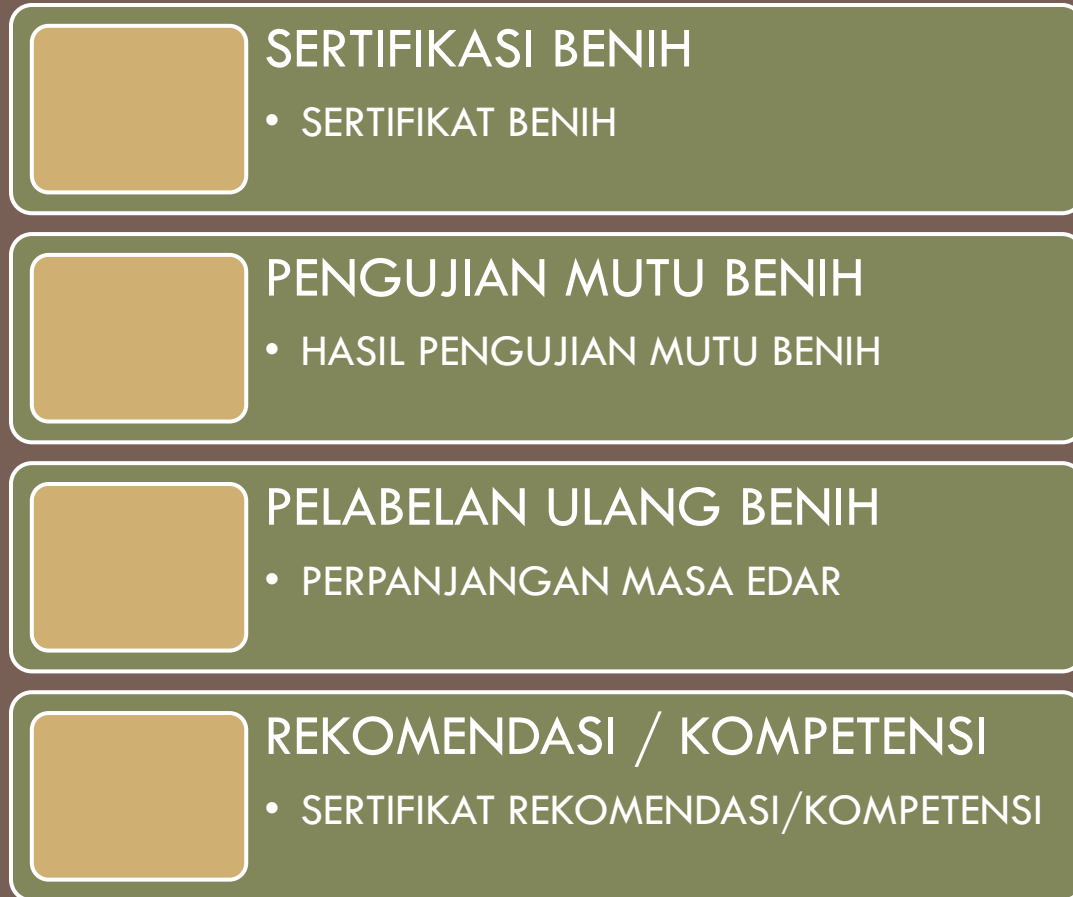 SERTIFIKASI BENIH
• SERTIFIKAT BENIH
PENGUJIAN MUTU BENIH
• HASIL PENGUJIAN MUTU BENIH
PELABELAN ULANG BENIH
• PERPANJANGAN MASA EDAR
REKOMENDASI / KOMPETENSI
• SERTIFIKAT REKOMENDASI/KOMPETENSI